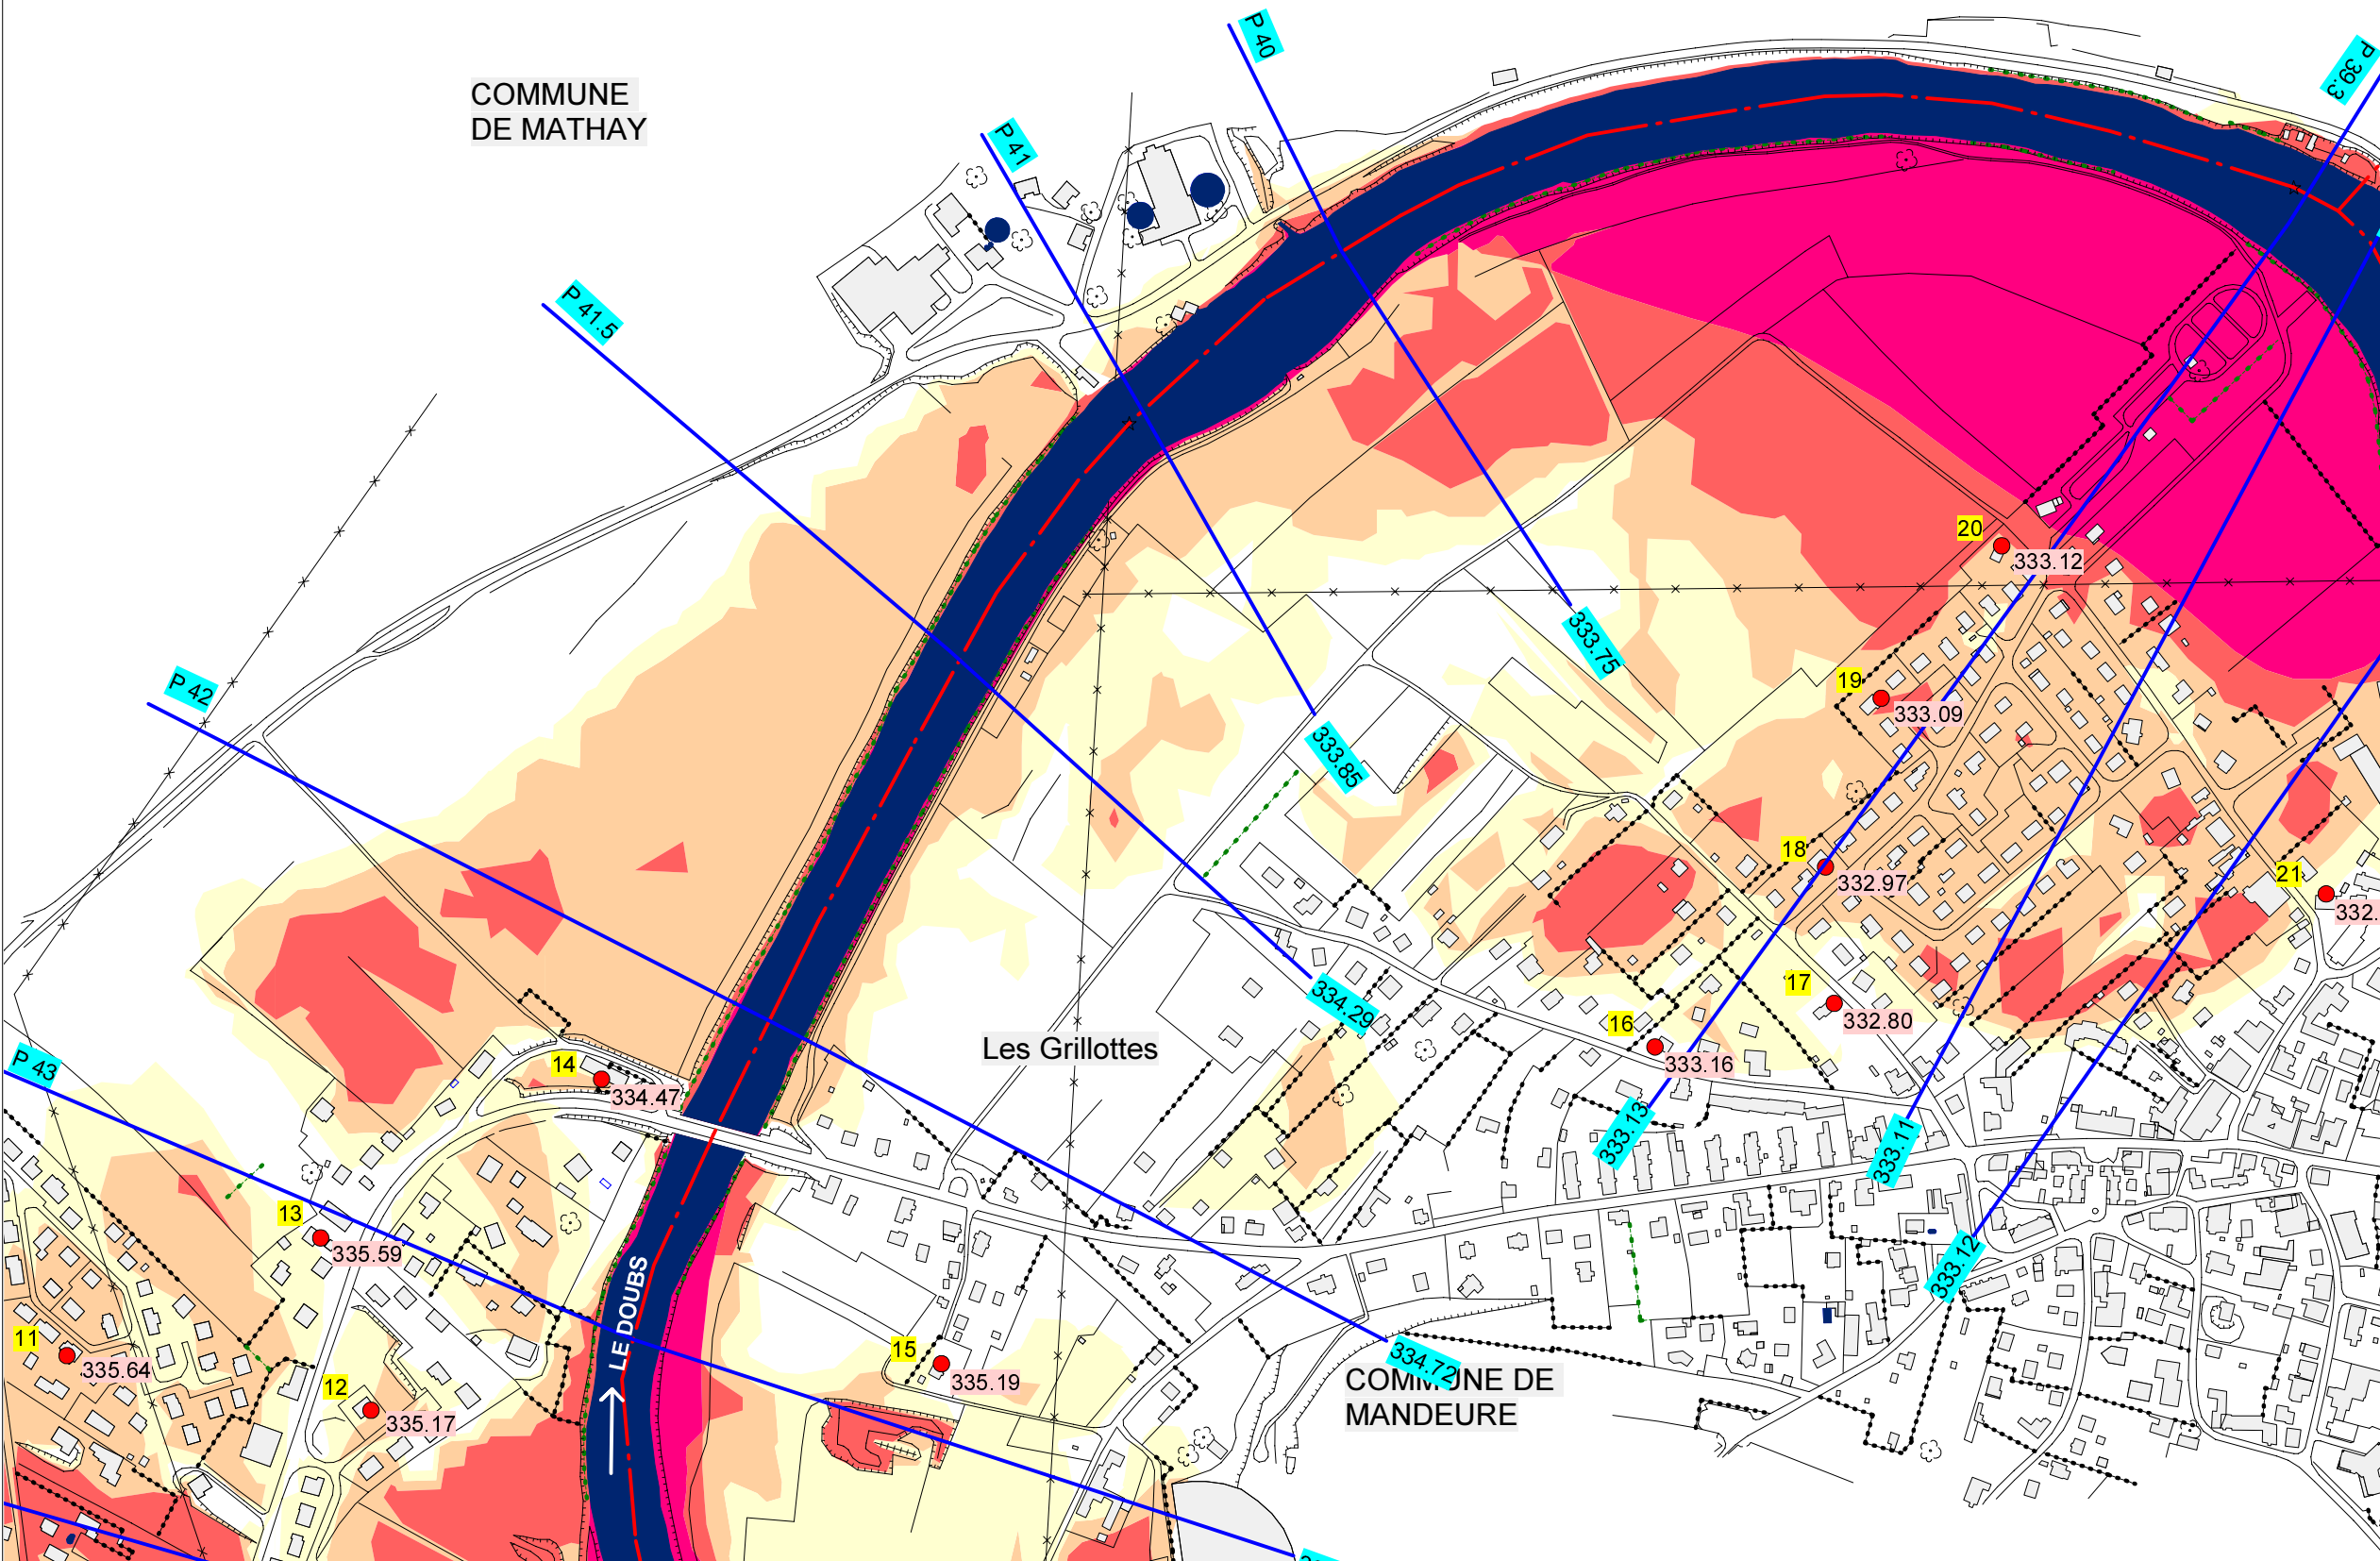 P 40
P 39.3
COMMUNE
DE MATHAY
P 41
P 41.5
20
333.12
333.75
P 42
19
333.09
333.85
18
332.97
21
332.
17
332.80
334.29
16
333.16
Les Grillottes
P 43
14
334.47
333.13
333.11
13
335.59
333.12
LE DOUBS
11
335.64
15
335.19
334.72
COMMUNE DE
MANDEURE
12
335.17